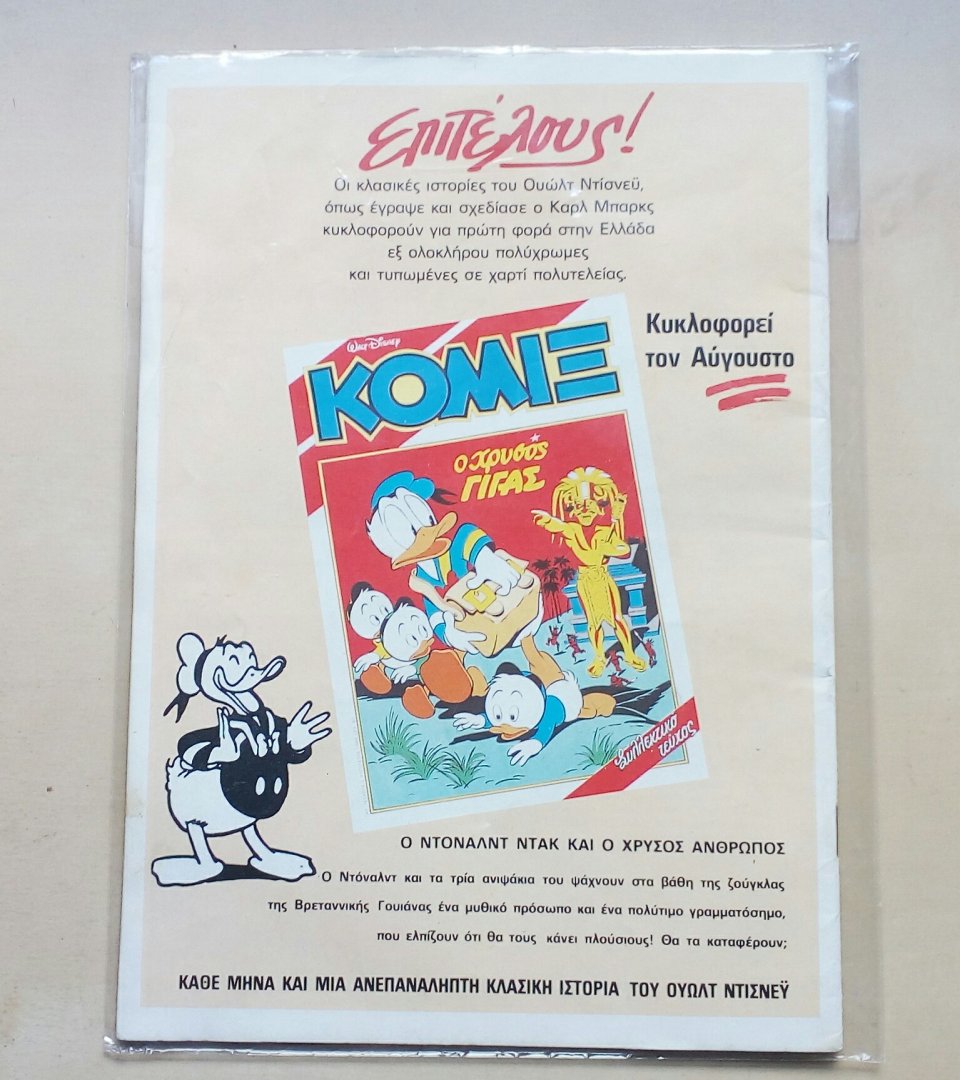 Επιτέλους!
Οι κλασικές ιστορίες του Ουώλτ Ντίσνεϋ,
όπως έγραψε και σχεδίασε ο Καρλ Μπαρκς
κυκλοφορούν για πρώτη φορά στην Ελλάδα
εξ ολοκλήρου πολύχρωμες
και τυπωμένες σε χαρτί πολυτελείας.
Κυκλοφορεί
τον Αύγουστο
Walt Disney
ΚΟΜΙΞ
Ο χρυσός
ΓΙΓΑΣ
Συλλεκτικό
τεύχος
Ο ΝΤΟΝΑΛΝΤ ΝΤΑΚ ΚΑΙ Ο ΧΡΥΣΟΣ ΑΝΘΡΩΠΟΣ
Ο Ντόναλντ και τα τρία ανιψάκια του ψάχνουν στα βάθη της ζούγκλας
της Βρεταννικής Γουιάνας ένα μυθικό πρόσωπο και ένα πολύτιμο γραμματόσημο,
που ελπίζουν ότι θα τους κάνει πλούσιους! Θα τα καταφέρουν;
ΚΑΘΕ ΜΗΝΑ ΚΑΙ ΜΙΑ ΑΝΕΠΑΝΑΛΗΠΤΗ ΚΛΑΣΙΚΗ ΙΣΤΟΡΙΑ ΤΟΥ ΟΥΩΛΤ ΝΤΙΣΝΕΫ